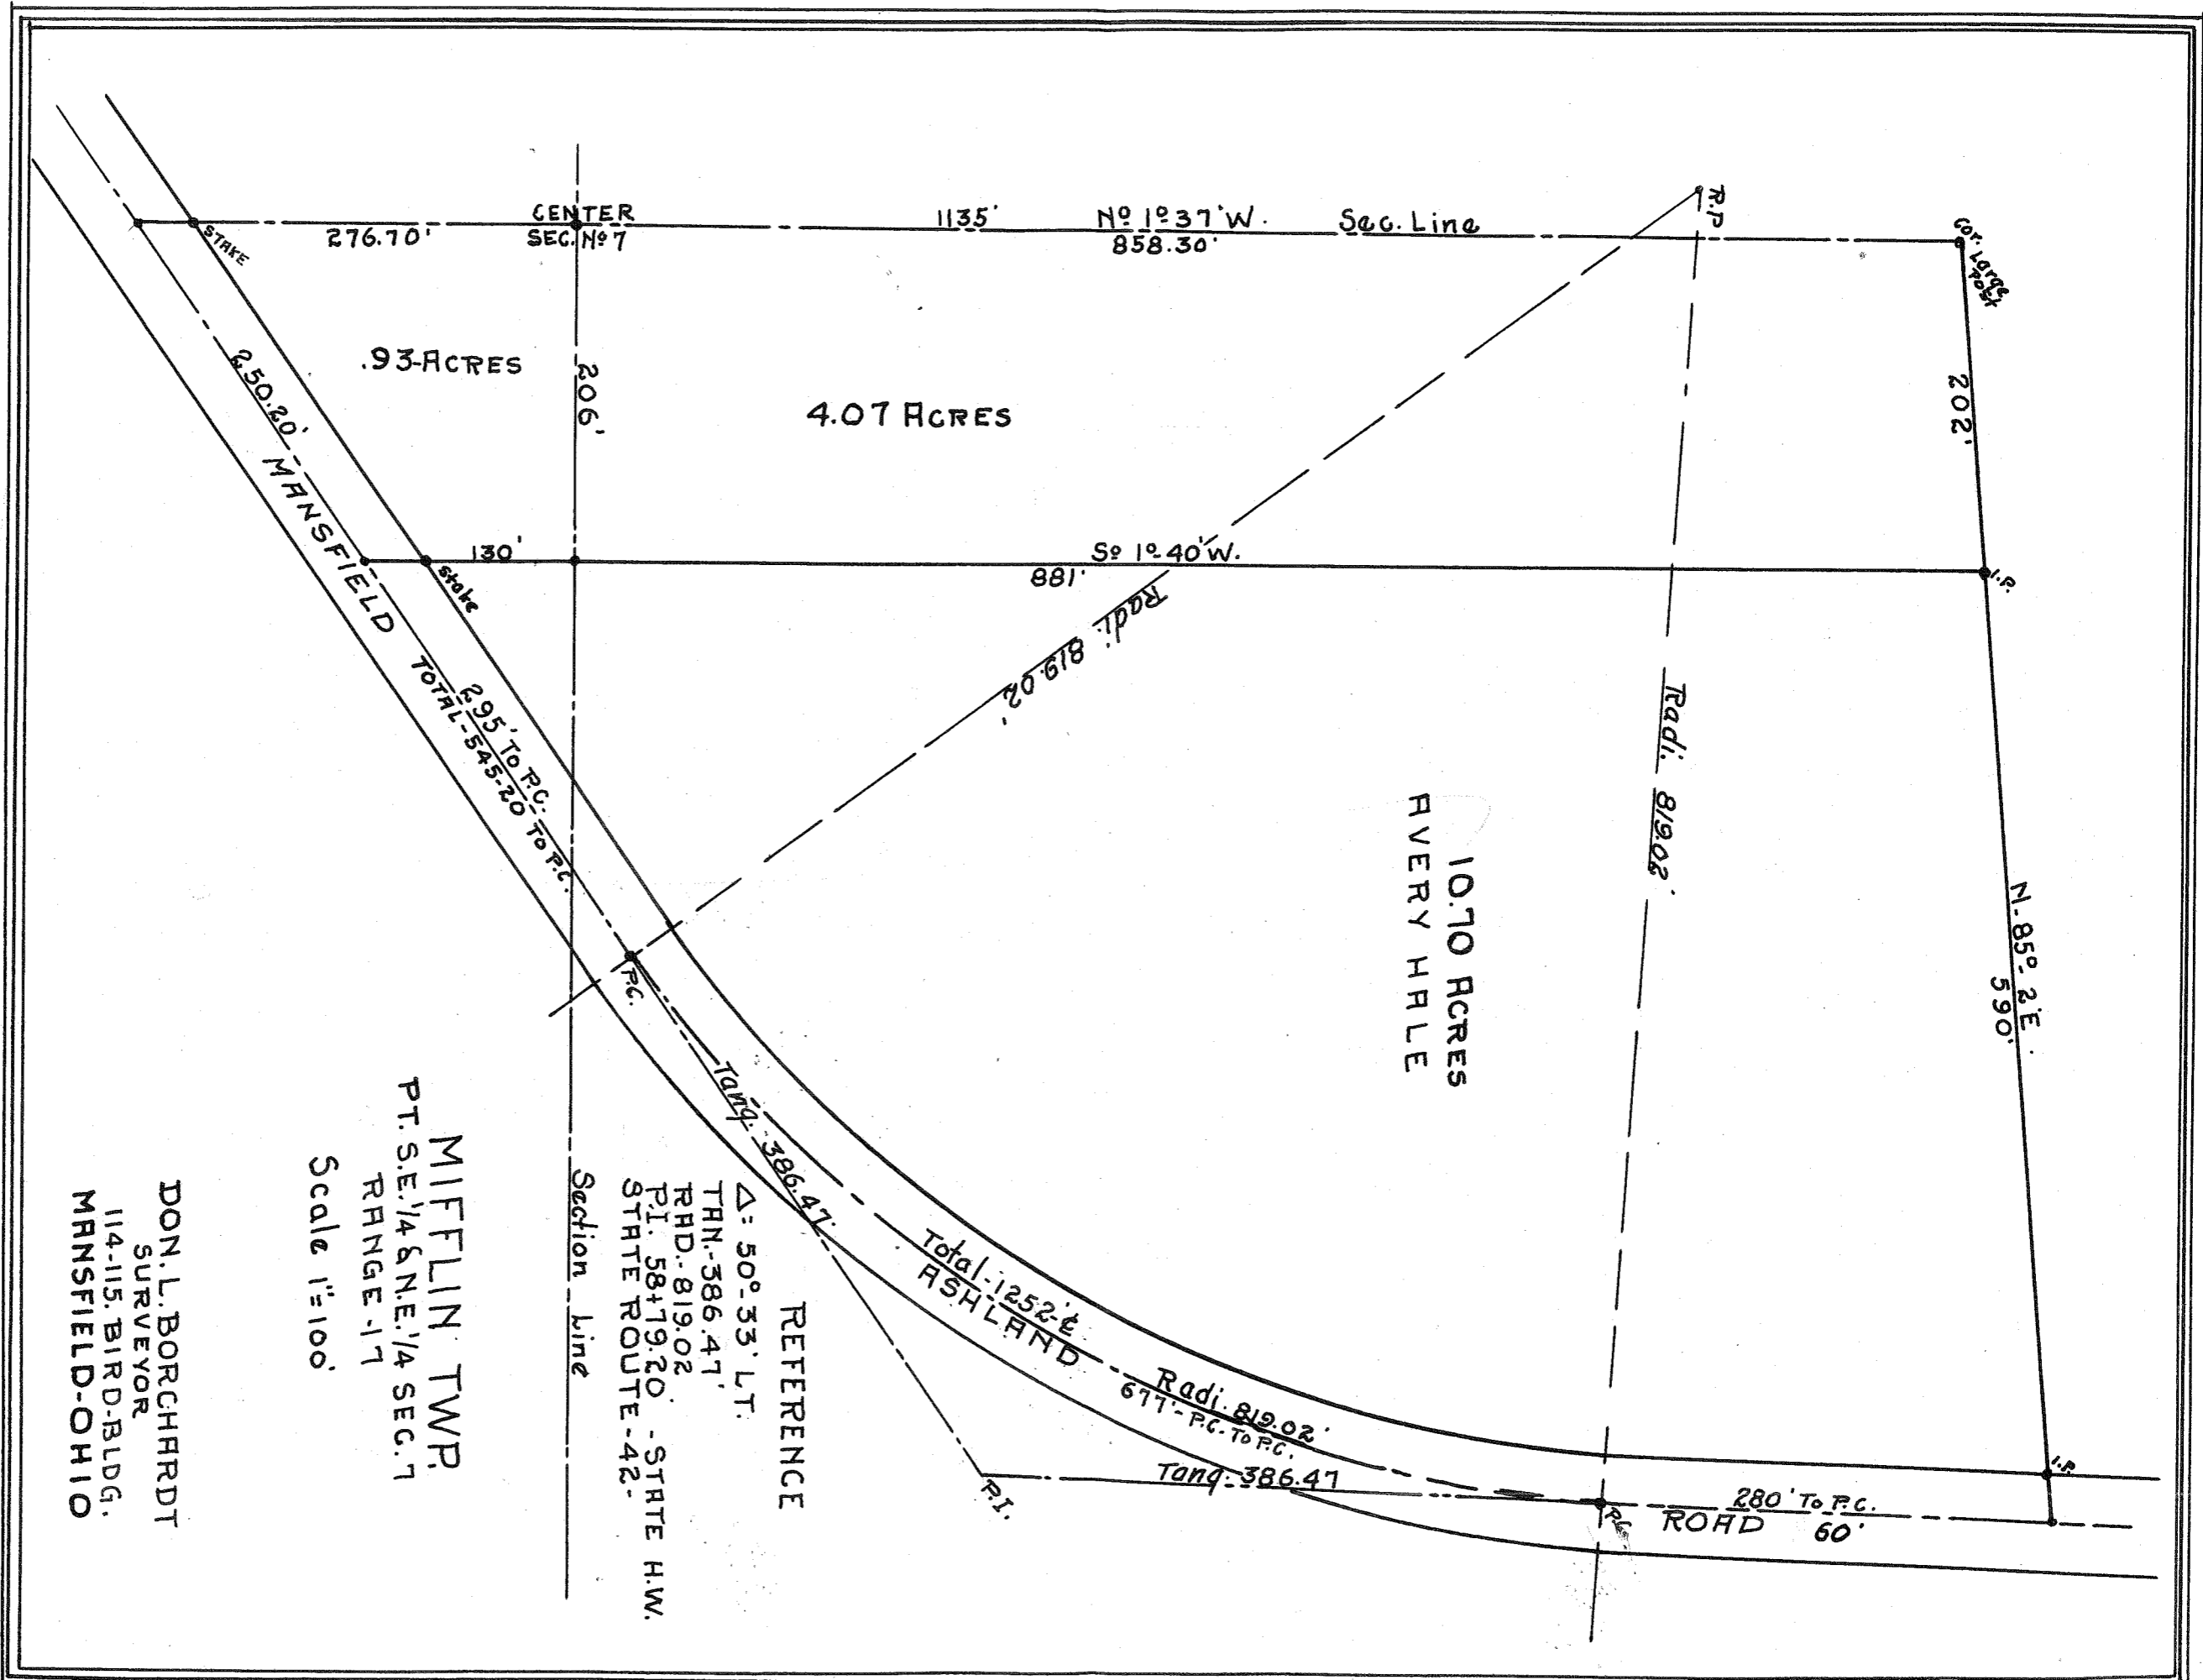 CENTER
SEC. Nº 7
276.70'
1135'
Nº 1º 37' W.
858.30'
Sec. Line
R.P
Cor. Large
Post
STAKE
.93-ACRES
206'
4.07 ACRES
202'
250.20'
MANSFIELD
130'
Stake
Sº 1º 40' W.
881'
I.P.
Radi. 819.02'
Radi. 819.02'
295' To P.C.
TOTAL-545-20 To P.C.
10.70 ACRES
AVERY HALE
N-85º 2'E.
590'
P.C.
Tang. 386.47'
Total-1252'-℄
ASHLAND
Radi. 819.02'
677'-P.C. To P.C.
Tang. 386.47
P.I.
P.C.
280' To P.C.
ROAD 60'
I.P.
Section Line
REFERENCE
Δ= 50º-33' LT.
TAN.-386.47'
RAD.-819.02
P.I. 58+79.20' - STATE H.W.
STATE ROUTE-42-
MIFFLIN TWP.
PT. S.E. 1/4 & N.E. 1/4 SEC. 7
RANGE-17
Scale 1"=100'
DON. L. BORCHARDT
SURVEYOR
114-115. BIRD-BLDG.
MANSFIELD-OHIO